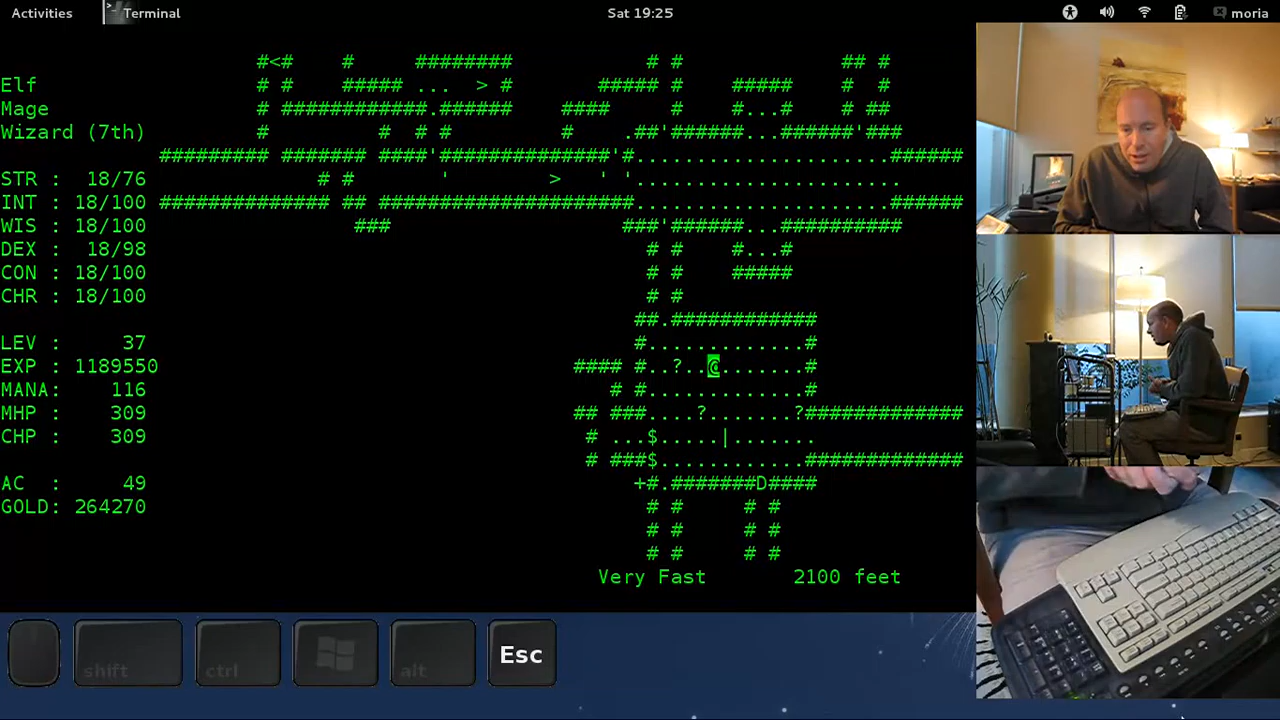 Activities Terminal Sat 19:25 moria
#<# # ######## # # ## #
Elf # # ##### ... > # ##### # ##### # #
Mage # ############.###### #### # #...# # ##
Wizard (7th) # # # # # .##'######...######'###
######### ####### ####'##############'#.....................######
STR : 18/76 # # ' > ' '......................
INT : 18/100 ############## ## #####################.....................######
WIS : 18/100 ### ###'######...##########
DEX : 18/98 # # #...#
CON : 18/100 # # #####
CHR : 18/100 # #
##.############
LEV : 37 #............#
EXP : 1189550 #### #..?..@.......#
MANA: 116 # #............#
MHP : 309 ## ###....?.......?#############
CHP : 309 # ...$.....|.......
# ###$............#############
AC : 49 +#.#######D####
GOLD: 264270 # # # #
# # # #
# # # #
Very Fast 2100 feet
shift ctrl alt Esc